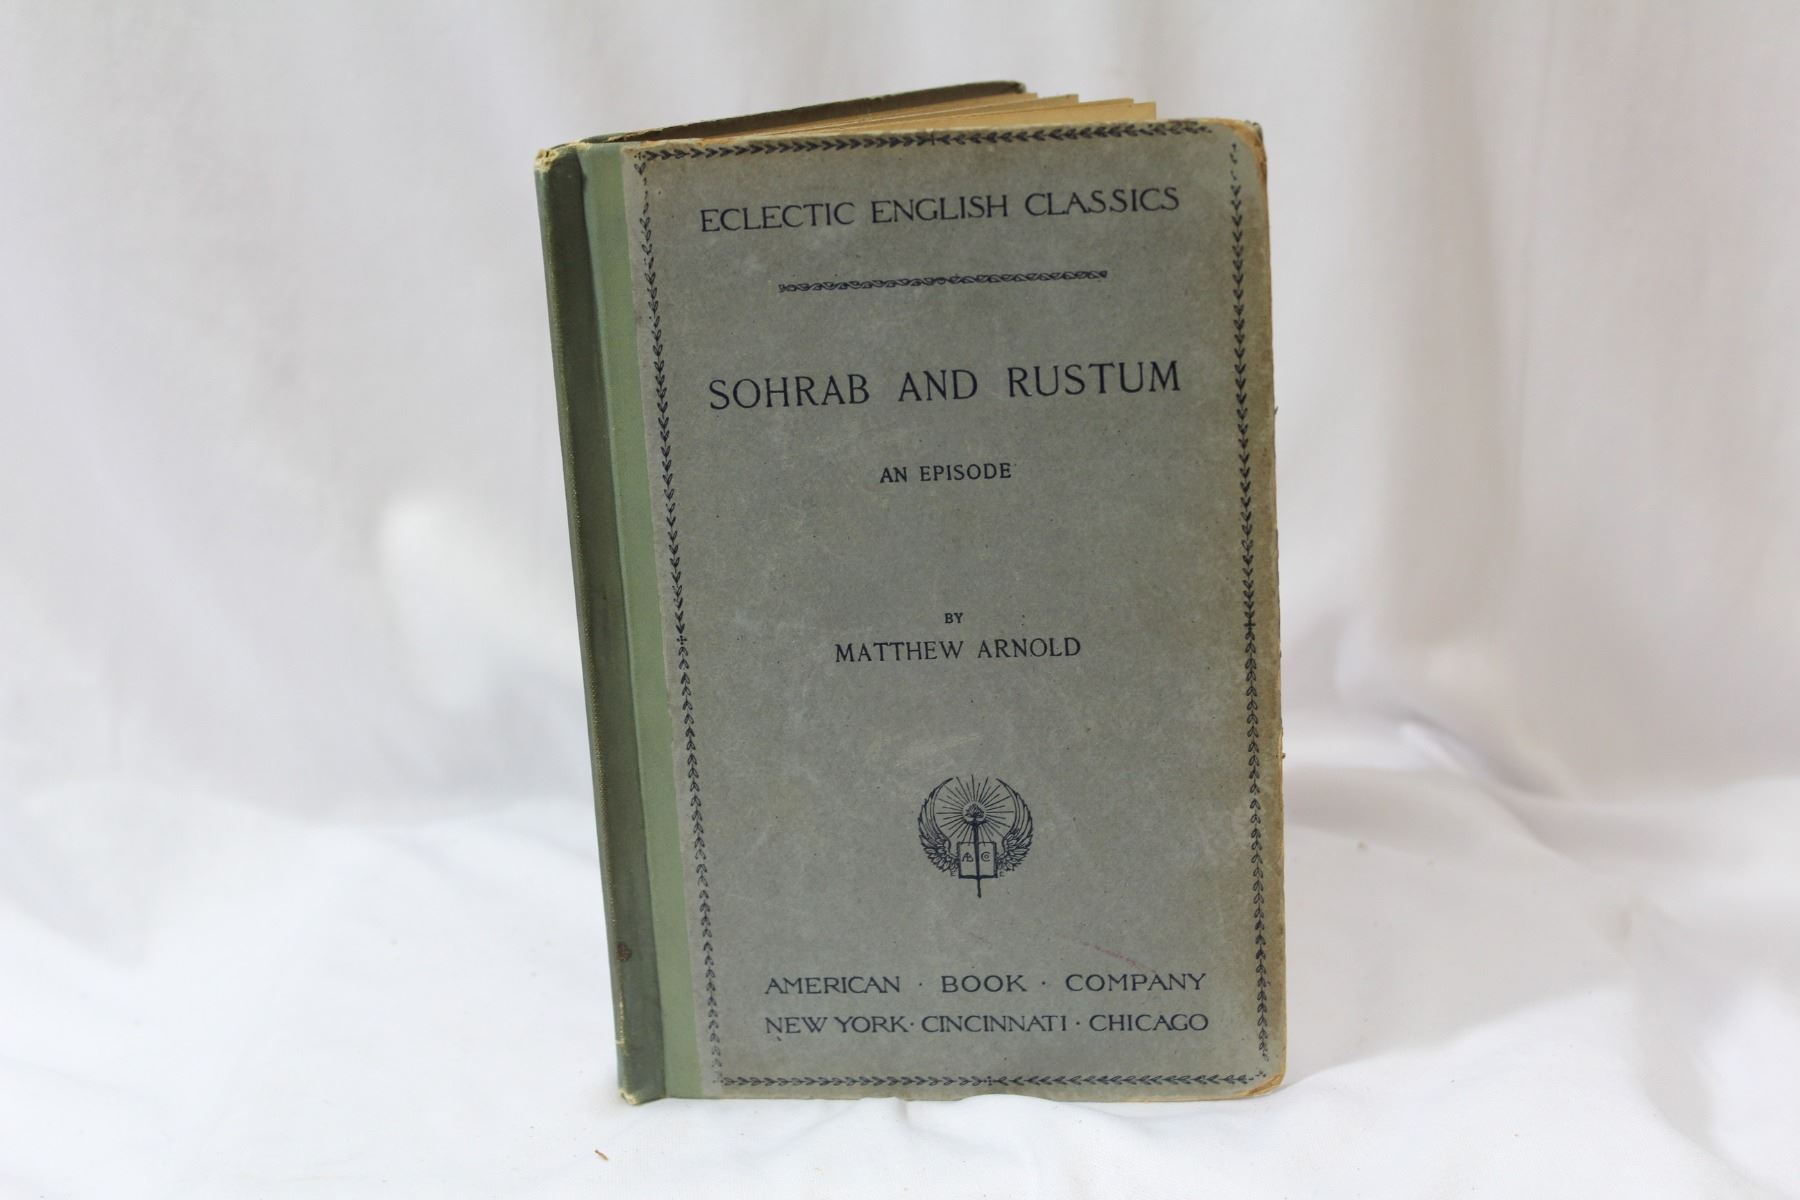 ECLECTIC ENGLISH CLASSICS
SOHRAB AND RUSTUM
AN EPISODE
BY
MATTHEW ARNOLD
AMERICAN · BOOK · COMPANY
NEW YORK · CINCINNATI · CHICAGO